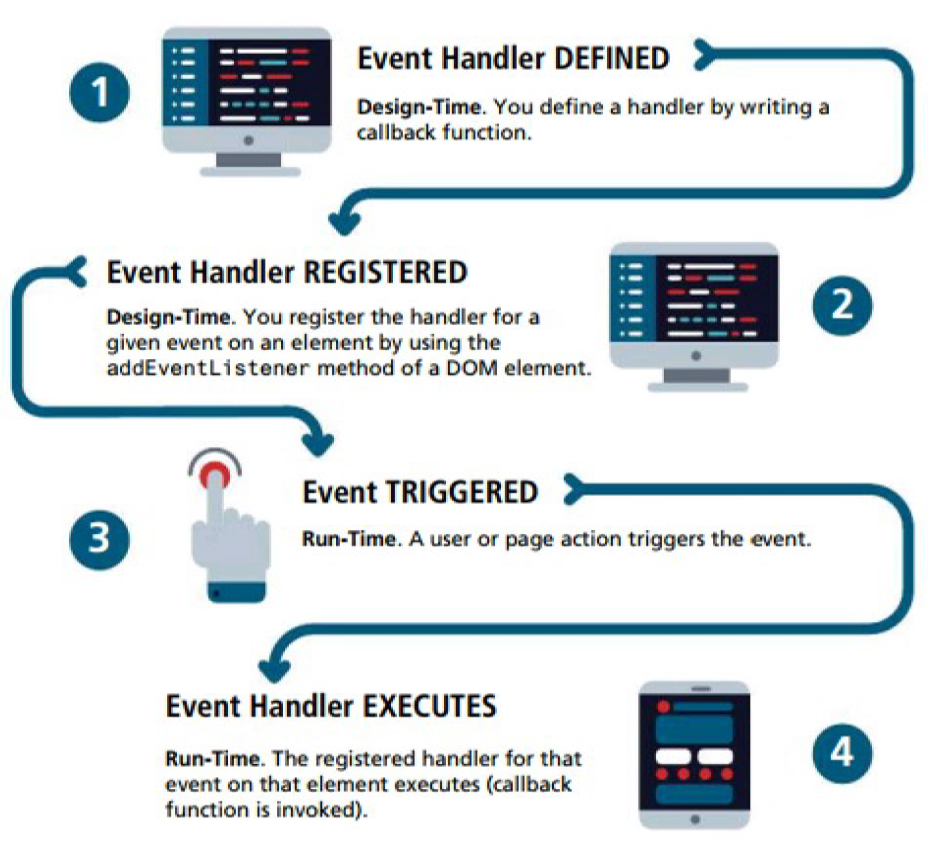 1
Event Handler DEFINED
Design-Time. You define a handler by writing a
callback function.
Event Handler REGISTERED
Design-Time. You register the handler for a
given event on an element by using the
addEventListener method of a DOM element.
2
3
Event TRIGGERED
Run-Time. A user or page action triggers the event.
Event Handler EXECUTES
Run-Time. The registered handler for that
event on that element executes (callback
function is invoked).
4